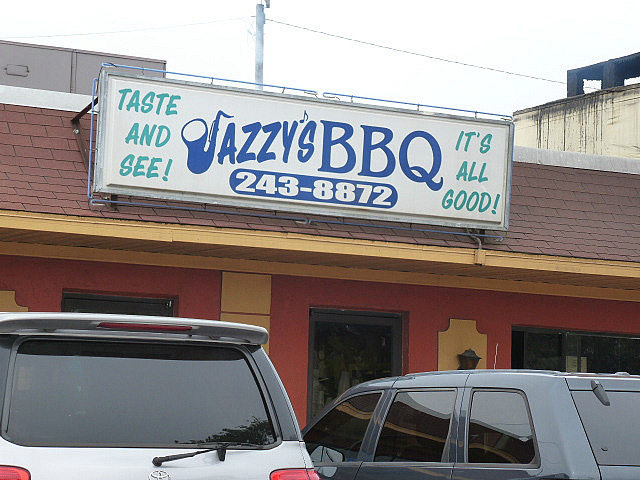 TASTE
AND
SEE!
JAZZY'S BBQ
243-8872
IT'S
ALL
GOOD!